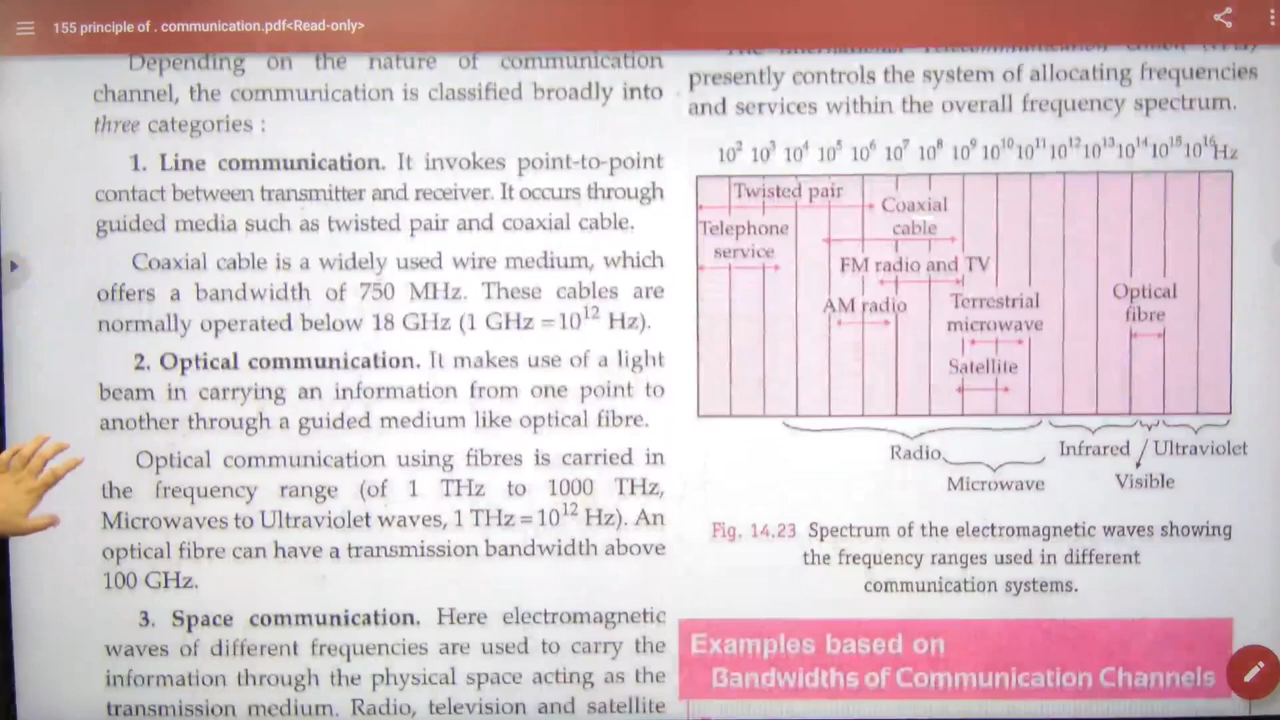 155 principle of . communication.pdf<Read-only>
Depending on the nature of communication
channel, the communication is classified broadly into
three categories :
1. Line communication. It invokes point-to-point
contact between transmitter and receiver. It occurs through
guided media such as twisted pair and coaxial cable.
Coaxial cable is a widely used wire medium, which
offers a bandwidth of 750 MHz. These cables are
normally operated below 18 GHz (1 GHz = 10¹² Hz).
2. Optical communication. It makes use of a light
beam in carrying an information from one point to
another through a guided medium like optical fibre.
Optical communication using fibres is carried in
the frequency range (of 1 THz to 1000 THz,
Microwaves to Ultraviolet waves, 1 THz = 10¹² Hz). An
optical fibre can have a transmission bandwidth above
100 GHz.
3. Space communication. Here electromagnetic
waves of different frequencies are used to carry the
information through the physical space acting as the
transmission medium. Radio, television and satellite
presently controls the system of allocating frequencies
and services within the overall frequency spectrum.
10² 10³ 10⁴ 10⁵ 10⁶ 10⁷ 10⁸ 10⁹ 10¹⁰ 10¹¹ 10¹² 10¹³ 10¹⁴ 10¹⁵ 10¹⁶ Hz
Twisted pair
Coaxial
cable
Telephone
service
FM radio and TV
AM radio
Terrestrial
microwave
Optical
fibre
Satellite
Radio
Infrared
Ultraviolet
Microwave
Visible
Fig. 14.23 Spectrum of the electromagnetic waves showing
the frequency ranges used in different
communication systems.
Examples based on
Bandwidths of Communication Channels